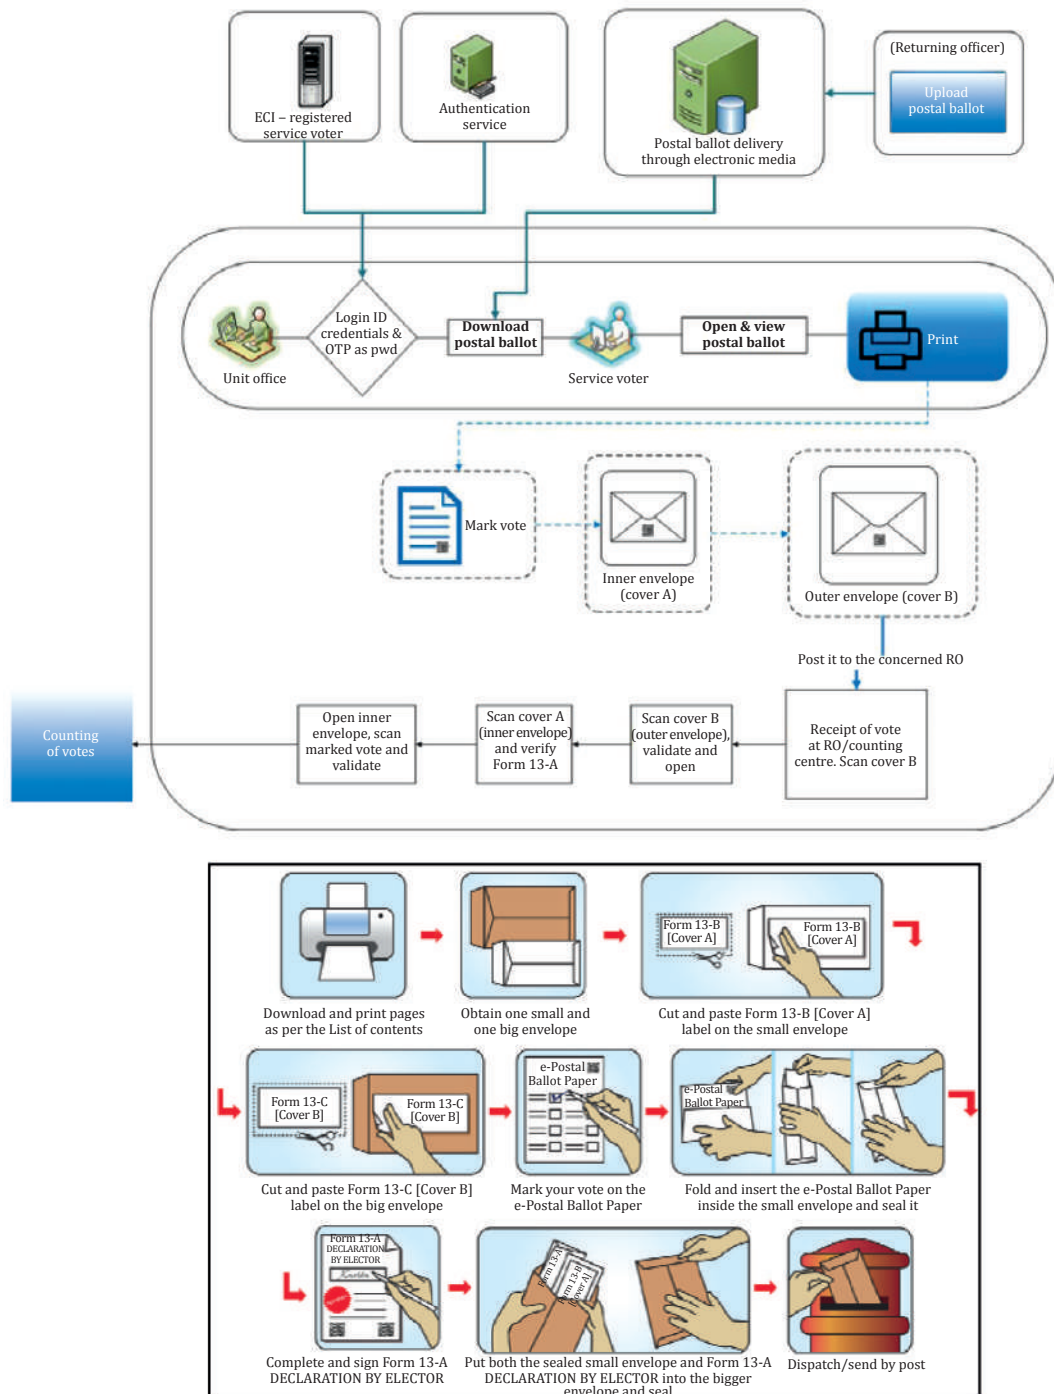 ECI – registered
service voter
Authentication
service
Postal ballot delivery
through electronic media
(Returning officer)
Upload
postal ballot
Unit office
Login ID
credentials &
OTP as pwd
Download
postal ballot
Service voter
Open & view
postal ballot
Print
Mark vote
Inner envelope
(cover A)
Outer envelope (cover B)
Post it to the concerned RO
Counting
of votes
Open inner
envelope, scan
marked vote and
validate
Scan cover A
(inner envelope)
and verify
Form 13-A
Scan cover B
(outer envelope),
validate and
open
Receipt of vote
at RO/counting
centre. Scan cover B
Form 13-B
[Cover A]
Form 13-B
[Cover A]
Download and print pages
as per the List of contents
Obtain one small and
one big envelope
Cut and paste Form 13-B [Cover A]
label on the small envelope
Form 13-C
[Cover B]
Form 13-C
[Cover B]
e-Postal
Ballot Paper
e-Postal
Ballot Paper
Cut and paste Form 13-C [Cover B]
label on the big envelope
Mark your vote on the
e-Postal Ballot Paper
Fold and insert the e-Postal Ballot Paper
inside the small envelope and seal it
Form 13-A
DECLARATION
BY ELECTOR
Form 13-A
Form 13-B
[Cover A]
Complete and sign Form 13-A
DECLARATION BY ELECTOR
Put both the sealed small envelope and Form 13-A
DECLARATION BY ELECTOR into the bigger
envelope and seal
Dispatch/send by post